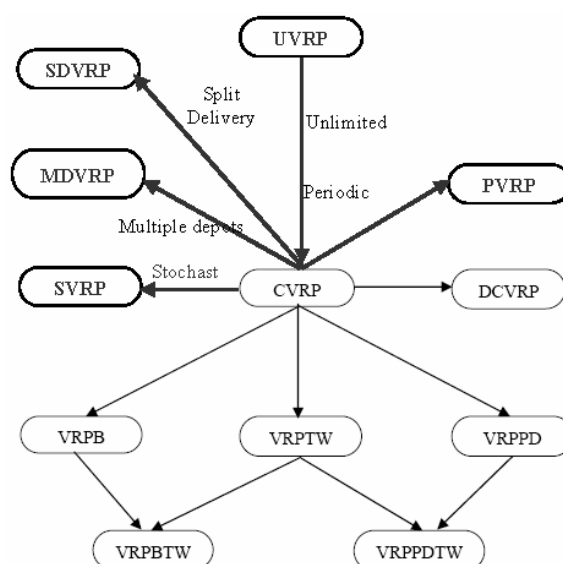 UVRP
SDVRP
Split
Delivery
Unlimited
MDVRP
Periodic
PVRP
Multiple depots
Stochast
SVRP
CVRP
DCVRP
VRPB
VRPTW
VRPPD
VRPBTW
VRPPDTW